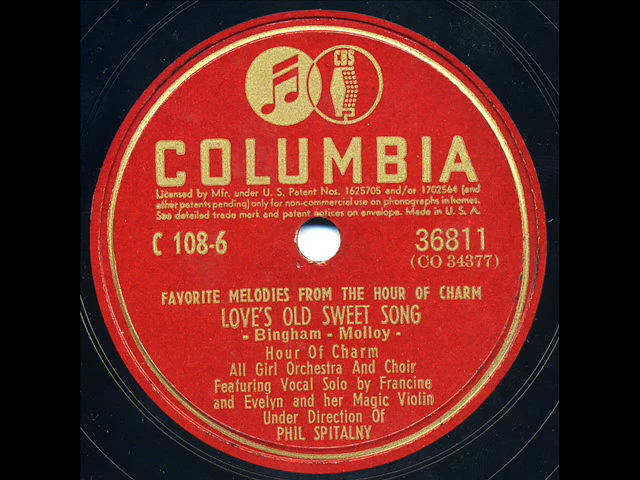 CBS
COLUMBIA
Licensed by Mfr. under U. S. Patent Nos. 1625705 and/or 1702564 (and
other patents pending) only for non-commercial use on phonographs in homes.
See detailed trade mark and patent notices on envelope. Made in U. S. A.
C 108-6
36811
(CO 34377)
FAVORITE MELODIES FROM THE HOUR OF CHARM
LOVE'S OLD SWEET SONG
- Bingham - Molloy -
Hour Of Charm
All Girl Orchestra And Choir
Featuring Vocal Solo by Francine
and Evelyn and her Magic Violin
Under Direction Of
PHIL SPITALNY